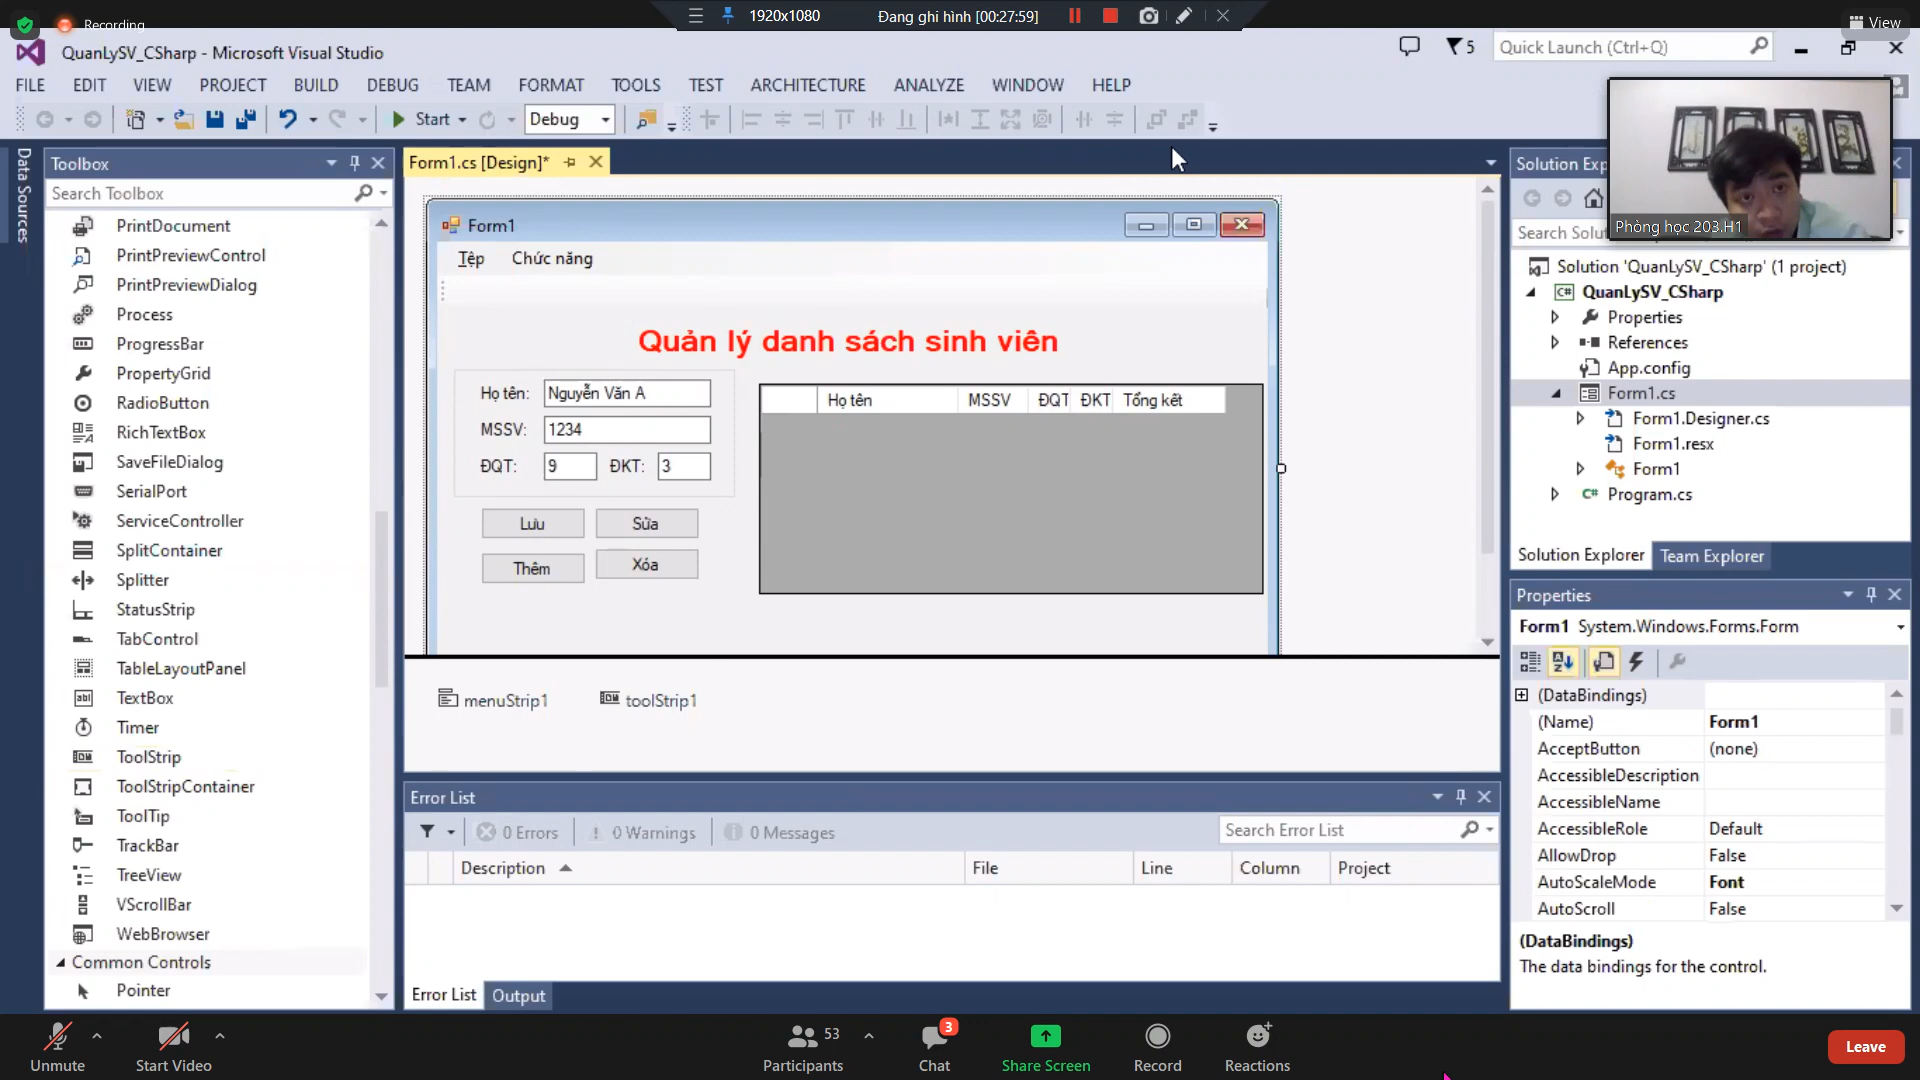 Recording
1920x1080
Đang ghi hình [00:27:59]
View
QuanLySV_CSharp - Microsoft Visual Studio
5
Quick Launch (Ctrl+Q)
FILE EDIT VIEW PROJECT BUILD DEBUG TEAM FORMAT TOOLS TEST ARCHITECTURE ANALYZE WINDOW HELP
Start
Debug
Data Sources
Toolbox
Search Toolbox
PrintDocument
PrintPreviewControl
PrintPreviewDialog
Process
ProgressBar
PropertyGrid
RadioButton
RichTextBox
SaveFileDialog
SerialPort
ServiceController
SplitContainer
Splitter
StatusStrip
TabControl
TableLayoutPanel
TextBox
Timer
ToolStrip
ToolStripContainer
ToolTip
TrackBar
TreeView
VScrollBar
WebBrowser
Common Controls
Pointer
Form1.cs [Design]*
Form1
Tệp Chức năng
Quản lý danh sách sinh viên
Họ tên: Nguyễn Văn A
MSSV: 1234
ĐQT: 9 ĐKT: 3
Lưu Sửa
Thêm Xóa
Họ tên MSSV ĐQT ĐKT Tổng kết
menuStrip1 toolStrip1
Error List
0 Errors 0 Warnings 0 Messages
Search Error List
Description File Line Column Project
Error List Output
Solution Exp
Phòng học 203.H1
Search Solu
Solution 'QuanLySV_CSharp' (1 project)
QuanLySV_CSharp
Properties
References
App.config
Form1.cs
Form1.Designer.cs
Form1.resx
Form1
Program.cs
Solution Explorer Team Explorer
Properties
Form1 System.Windows.Forms.Form
(DataBindings)
(Name) Form1
AcceptButton (none)
AccessibleDescription
AccessibleName
AccessibleRole Default
AllowDrop False
AutoScaleMode Font
AutoScroll False
(DataBindings)
The data bindings for the control.
Unmute
Start Video
53
Participants
3
Chat
Share Screen
Record
Reactions
Leave